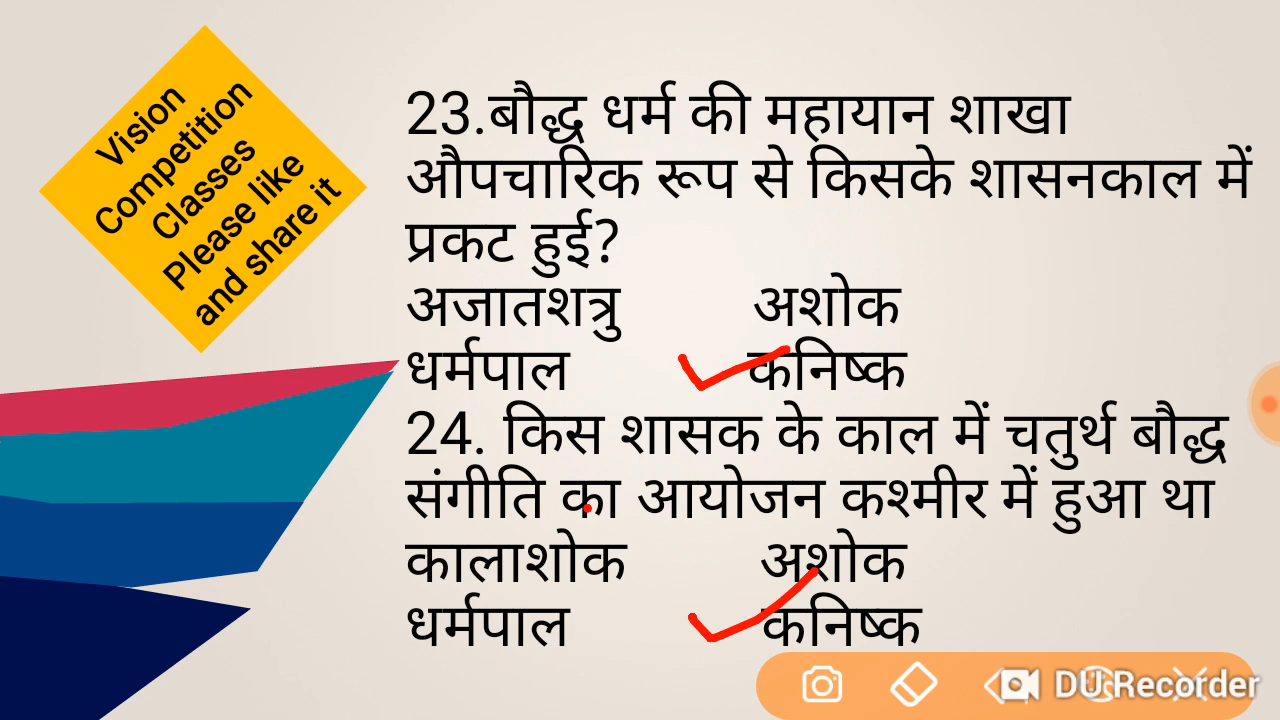 Vision
Competition
Classes
Please like
and share it
23.बौद्ध धर्म की महायान शाखा
औपचारिक रूप से किसके शासनकाल में
प्रकट हुई?
अजातशत्रु अशोक
धर्मपाल कनिष्क
24. किस शासक के काल में चतुर्थ बौद्ध
संगीति का आयोजन कश्मीर में हुआ था
कालाशोक अशोक
धर्मपाल कनिष्क
DU Recorder